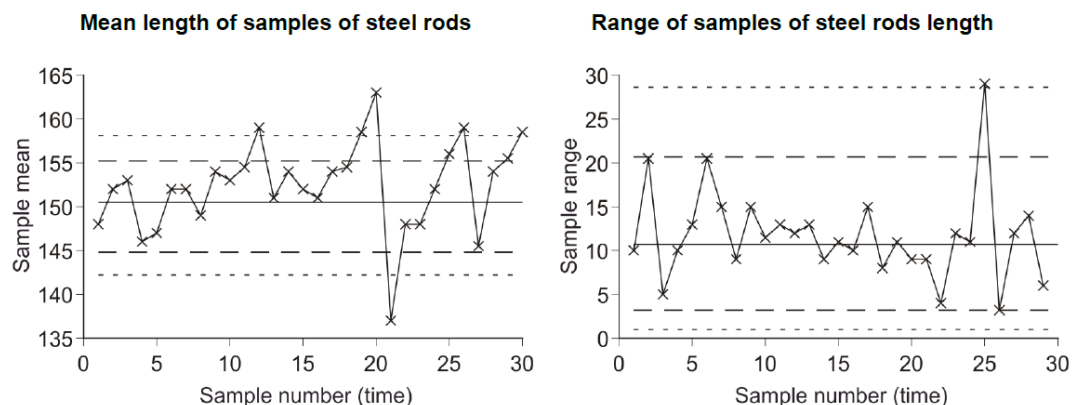 Mean length of samples of steel rods
165
160
155
150
145
140
135
Sample mean
0 5 10 15 20 25 30
Sample number (time)
Range of samples of steel rods length
30
25
20
15
10
5
0
Sample range
0 5 10 15 20 25 30
Sample number (time)